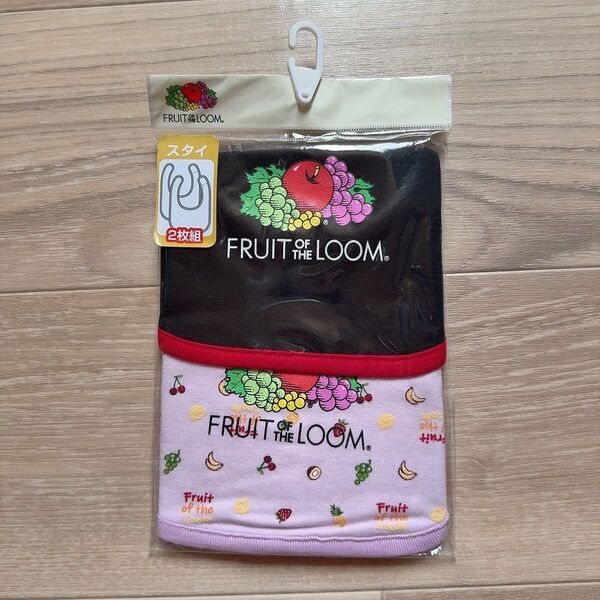 FRUIT OF THE LOOM®
スタイ
2枚組
FRUIT OF THE LOOM®
FRUIT OF THE LOOM®
Fruit
of the
Loom
Fruit
of the
Loom